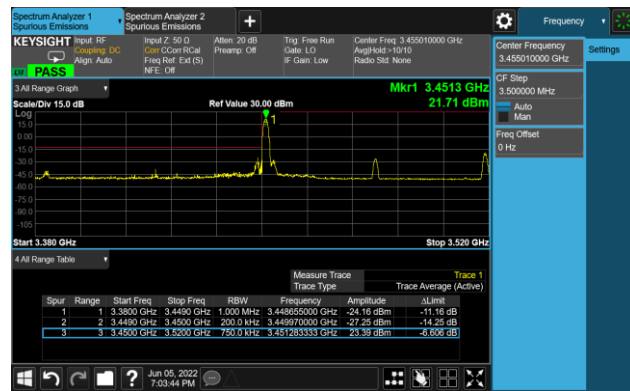 Spectrum Analyzer 1
Spurious Emissions
Spectrum Analyzer 2
Spurious Emissions
Frequency
KEYSIGHT
Input: RF
Coupling: DC
Align: Auto
Input Z: 50 Ω
Corr CCorr RCal
Freq Ref: Ext (S)
NFE: Off
Atten: 20 dB
Preamp: Off
Trig: Free Run
Gate: LO
IF Gain: Low
Center Freq: 3.455010000 GHz
Avg|Hold:>10/10
Radio Std: None
PASS
Center Frequency
3.455010000 GHz
Settings
CF Step
3.500000 MHz
Auto
Man
Freq Offset
0 Hz
3 All Range Graph
Mkr1 3.4513 GHz
Scale/Div 15.0 dB
Ref Value 30.00 dBm
21.71 dBm
Log
15.0
0.00
-15.0
-30.0
-45.0
-60.0
-75.0
-90.0
-105
1
Start 3.380 GHz
Stop 3.520 GHz
4 All Range Table
Measure Trace Trace 1
Trace Type Trace Average (Active)
Spur Range Start Freq Stop Freq RBW Frequency Amplitude ΔLimit
1 1 3.3800 GHz 3.4490 GHz 1.000 MHz 3.448655000 GHz -24.16 dBm -11.16 dB
2 2 3.4490 GHz 3.4500 GHz 200.0 kHz 3.449970000 GHz -27.25 dBm -14.25 dB
3 3 3.4500 GHz 3.5200 GHz 750.0 kHz 3.451283333 GHz 23.39 dBm -6.606 dB
Jun 05, 2022
7:03:44 PM